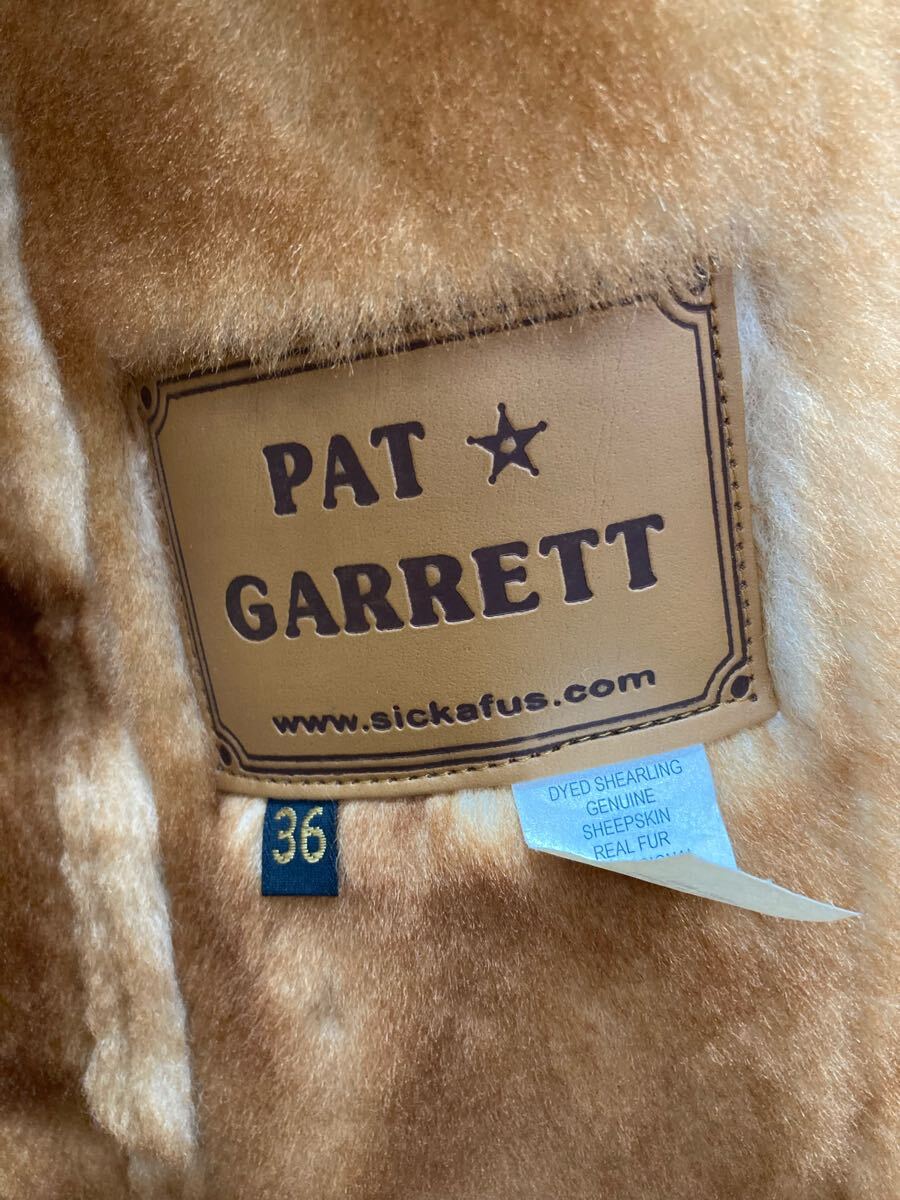 PAT
GARRETT
www.sickafus.com
36
DYED SHEARLING
GENUINE
SHEEPSKIN
REAL FUR